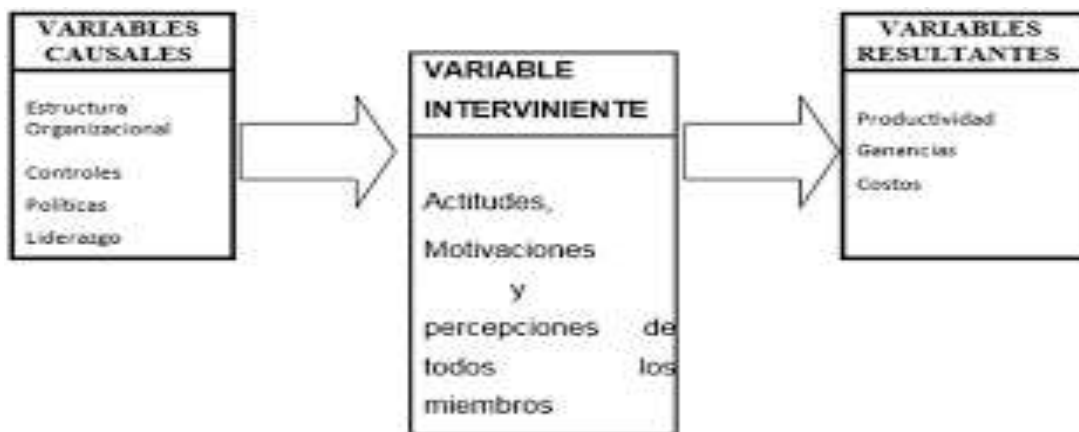 VARIABLES
CAUSALES
Estructura
Organizacional
Controles
Políticas
Liderazgo
VARIABLE
INTERVINIENTE
Actitudes,
Motivaciones
y
percepciones de
todos los
miembros
VARIABLES
RESULTANTES
Productividad
Ganancias
Costos